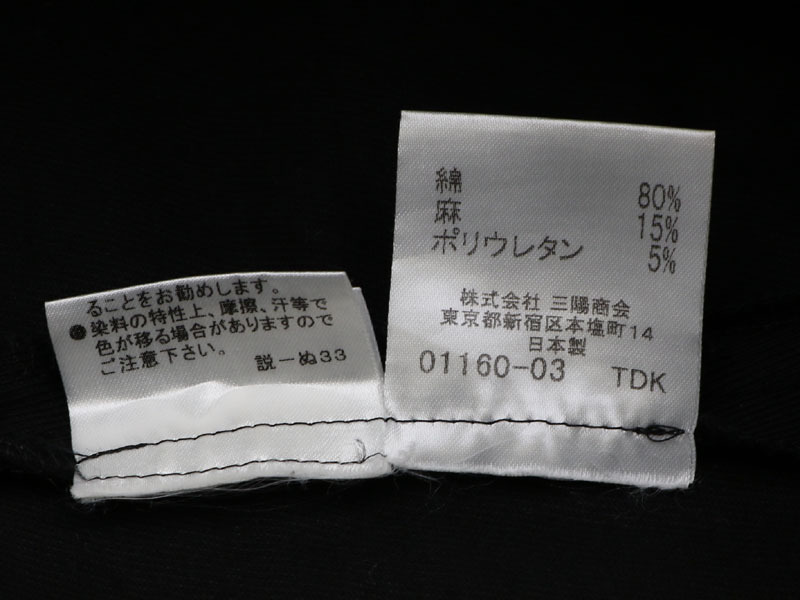 ることをお勧めします。
●染料の特性上、摩擦、汗等で
色が移る場合がありますので
ご注意下さい。
説ーぬ33
綿 80%
麻 15%
ポリウレタン 5%
株式会社 三陽商会
東京都新宿区本塩町14
日本製
01160-03 TDK